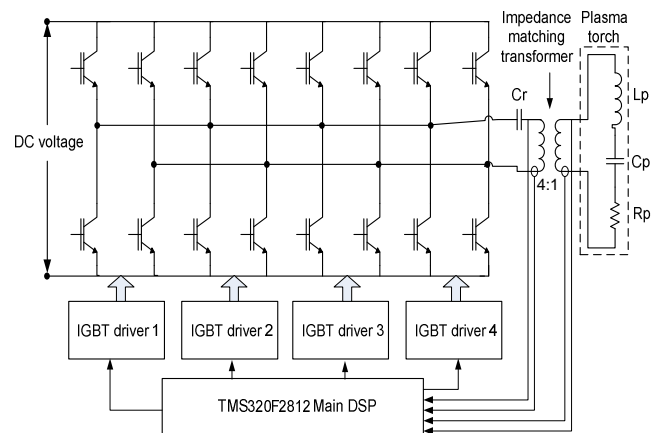 Impedance
matching
transformer
Plasma
torch
Cr
Lp
DC voltage
Cp
4:1
Rp
IGBT driver 1
IGBT driver 2
IGBT driver 3
IGBT driver 4
TMS320F2812 Main DSP